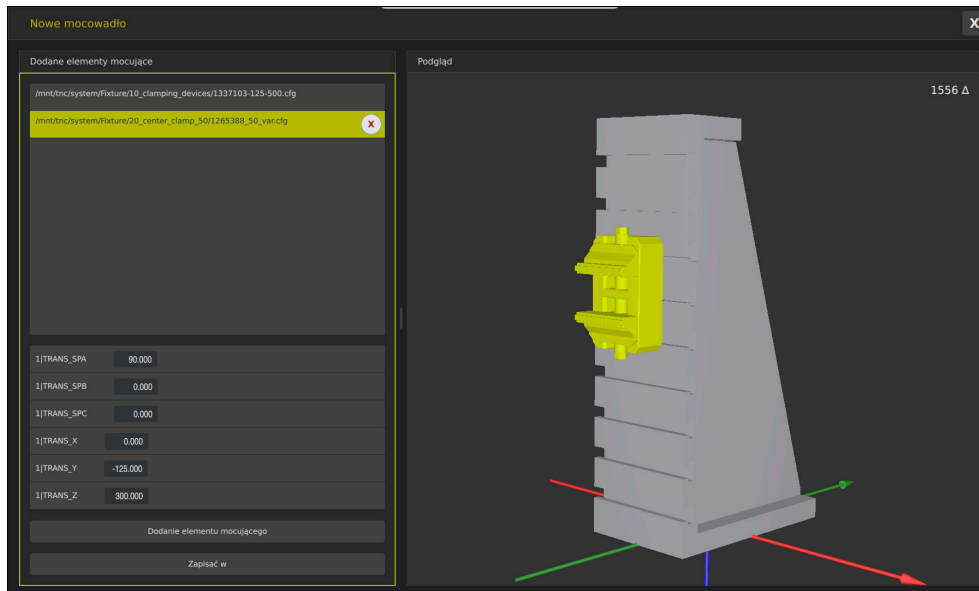 Nowe mocowadło
X
Dodane elementy mocujące
/mnt/tnc/system/Fixture/10_clamping_devices/1337103-125-500.cfg
/mnt/tnc/system/Fixture/20_center_clamp_50/1265388_50_var.cfg
X
1|TRANS_SPA 90.000
1|TRANS_SPB 0.000
1|TRANS_SPC 0.000
1|TRANS_X 0.000
1|TRANS_Y -125.000
1|TRANS_Z 300.000
Dodanie elementu mocującego
Zapisać w
Podgląd
1556 Δ